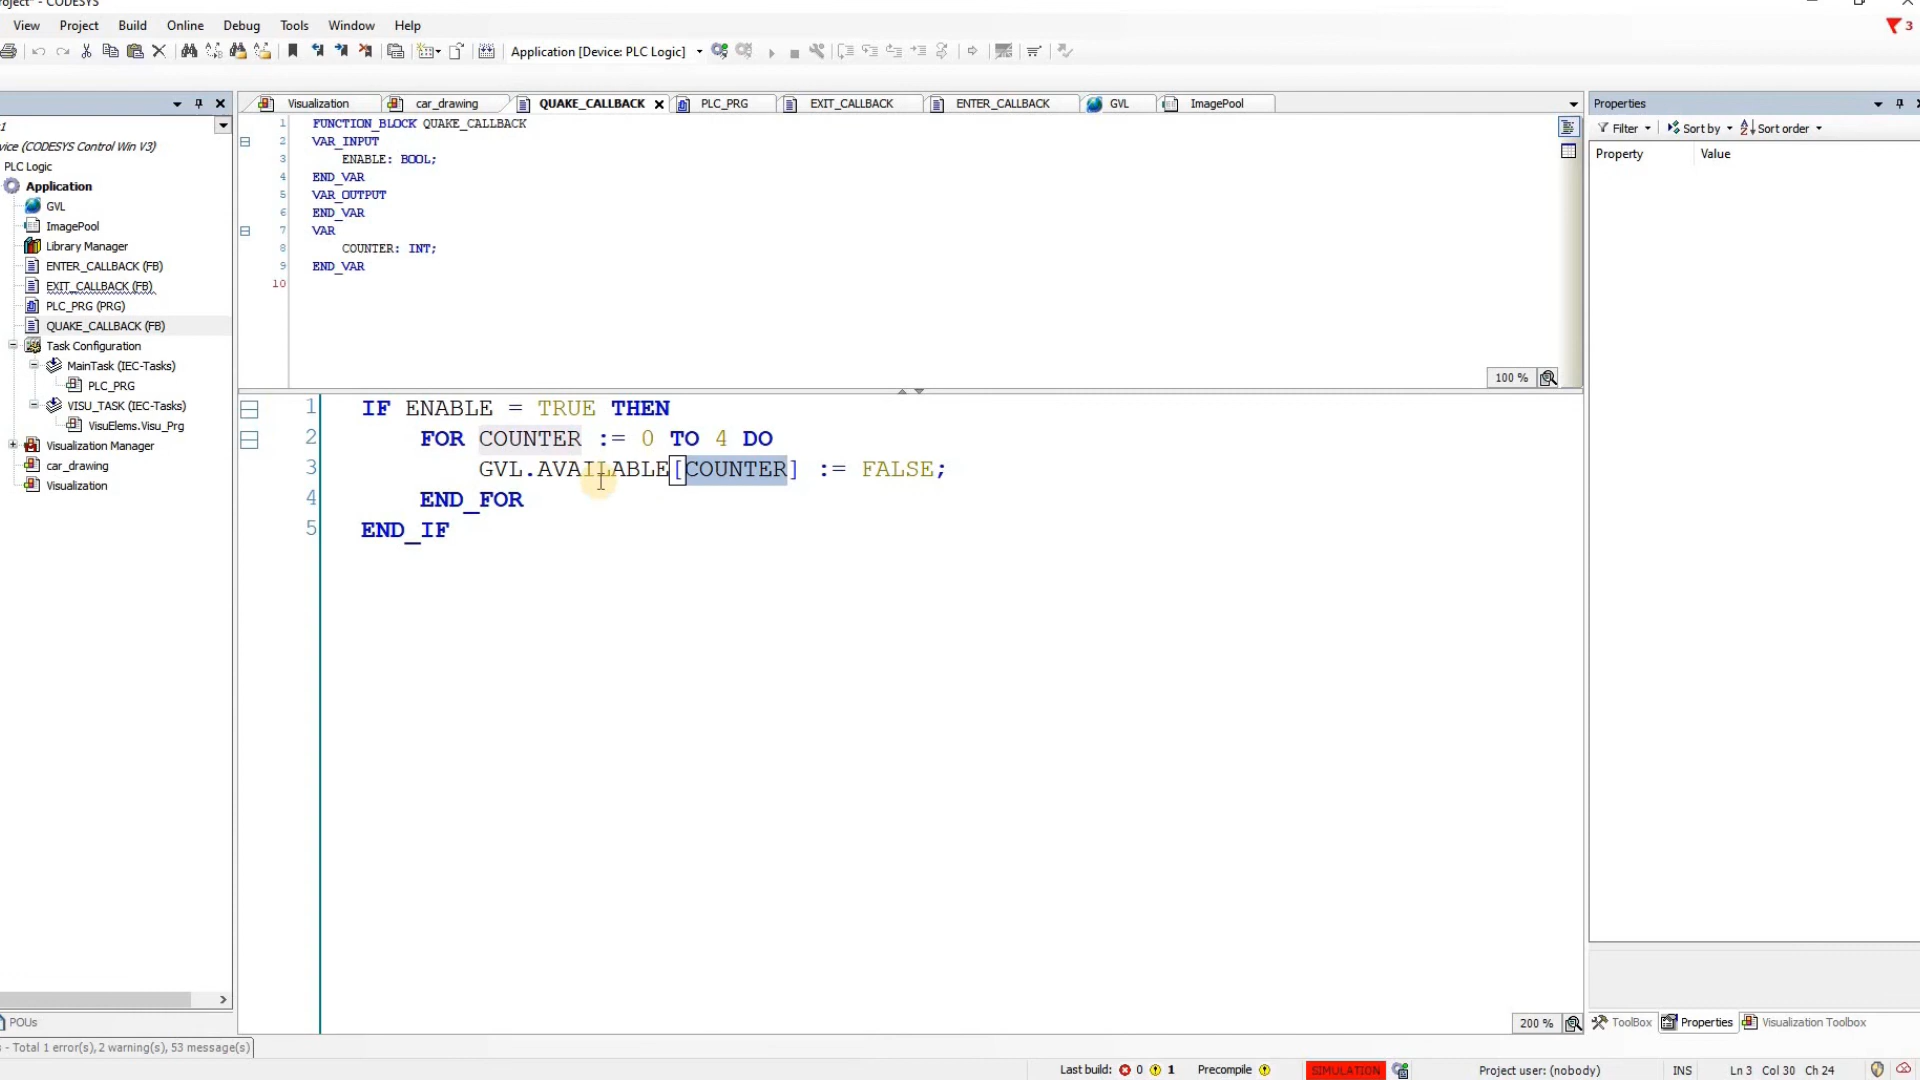 roject* - CODESYS
View Project Build Online Debug Tools Window Help
3
Application [Device: PLC Logic]
Visualization car_drawing QUAKE_CALLBACK PLC_PRG EXIT_CALLBACK ENTER_CALLBACK GVL ImagePool
Properties
Filter Sort by Sort order
Property Value
1
vice (CODESYS Control Win V3)
PLC Logic
Application
GVL
ImagePool
Library Manager
ENTER_CALLBACK (FB)
EXIT_CALLBACK (FB)
PLC_PRG (PRG)
QUAKE_CALLBACK (FB)
Task Configuration
MainTask (IEC-Tasks)
PLC_PRG
VISU_TASK (IEC-Tasks)
VisuElems.Visu_Prg
Visualization Manager
car_drawing
Visualization
POUs
1 FUNCTION_BLOCK QUAKE_CALLBACK
2 VAR_INPUT
3 ENABLE: BOOL;
4 END_VAR
5 VAR_OUTPUT
6 END_VAR
7 VAR
8 COUNTER: INT;
9 END_VAR
10
100 %
1 IF ENABLE = TRUE THEN
2 FOR COUNTER := 0 TO 4 DO
3 GVL.AVAILABLE[COUNTER] := FALSE;
4 END_FOR
5 END_IF
200 %
ToolBox Properties Visualization Toolbox
- Total 1 error(s), 2 warning(s), 53 message(s)
Last build: 0 1 Precompile SIMULATION Project user: (nobody) INS Ln 3 Col 30 Ch 24